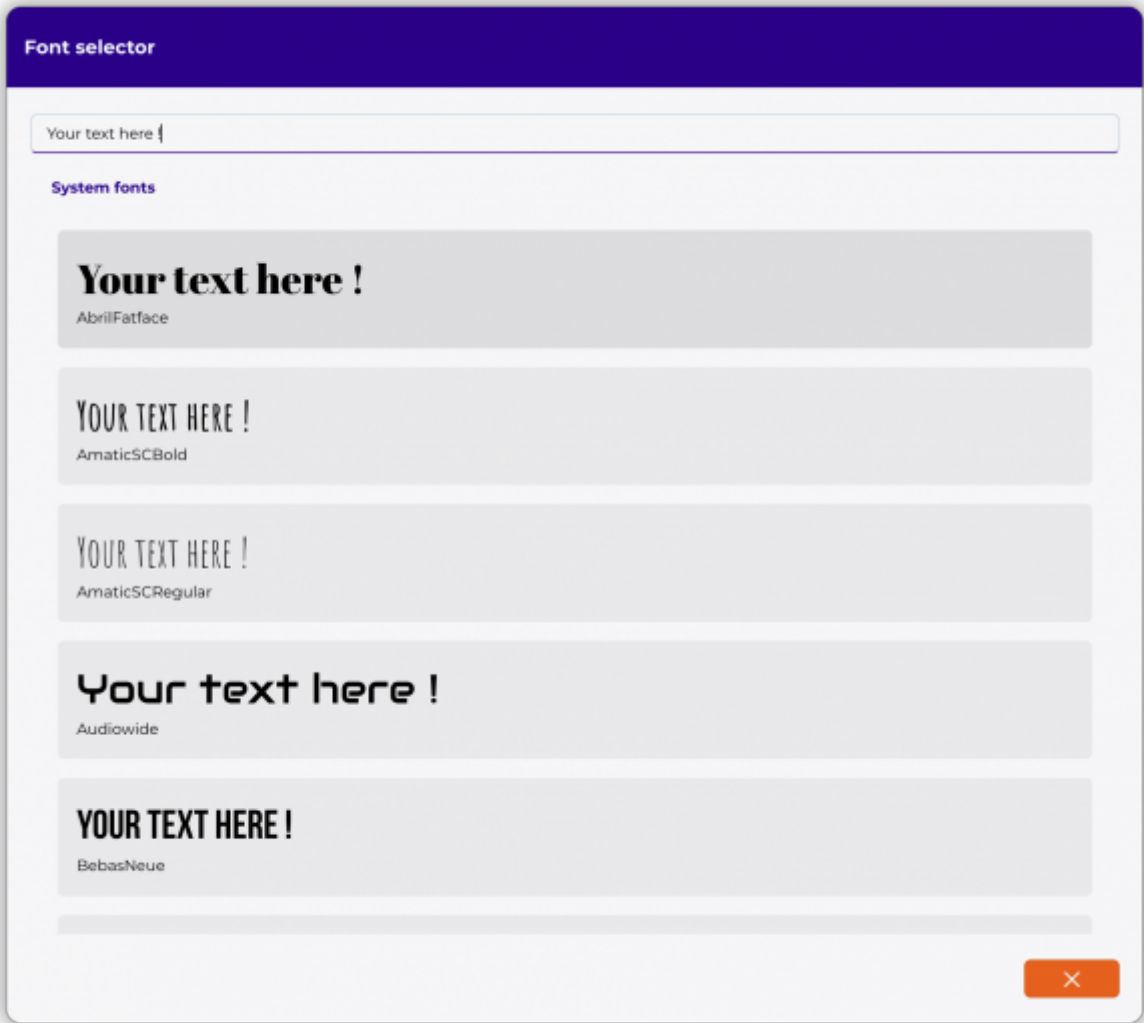 Font selector
Your text here !
System fonts
Your text here !
AbrilFatface
YOUR TEXT HERE !
AmaticSCBold
YOUR TEXT HERE !
AmaticSCRegular
Your text here !
Audiowide
YOUR TEXT HERE !
BebasNeue